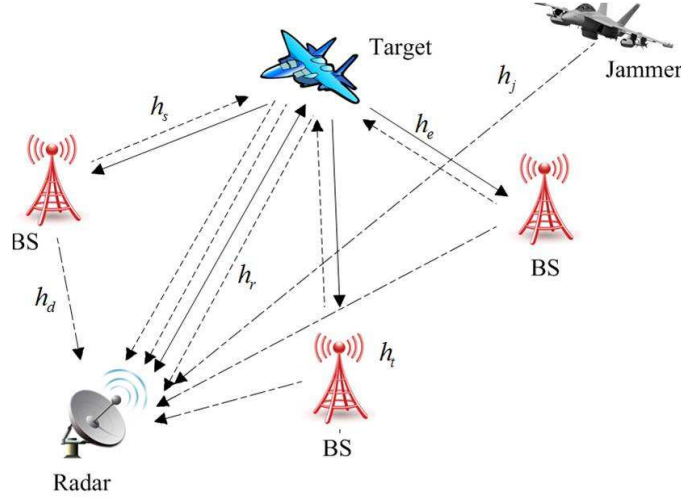 Target
Jammer
h_j
h_s
h_e
BS
BS
h_r
h_d
h_t
BS
Radar